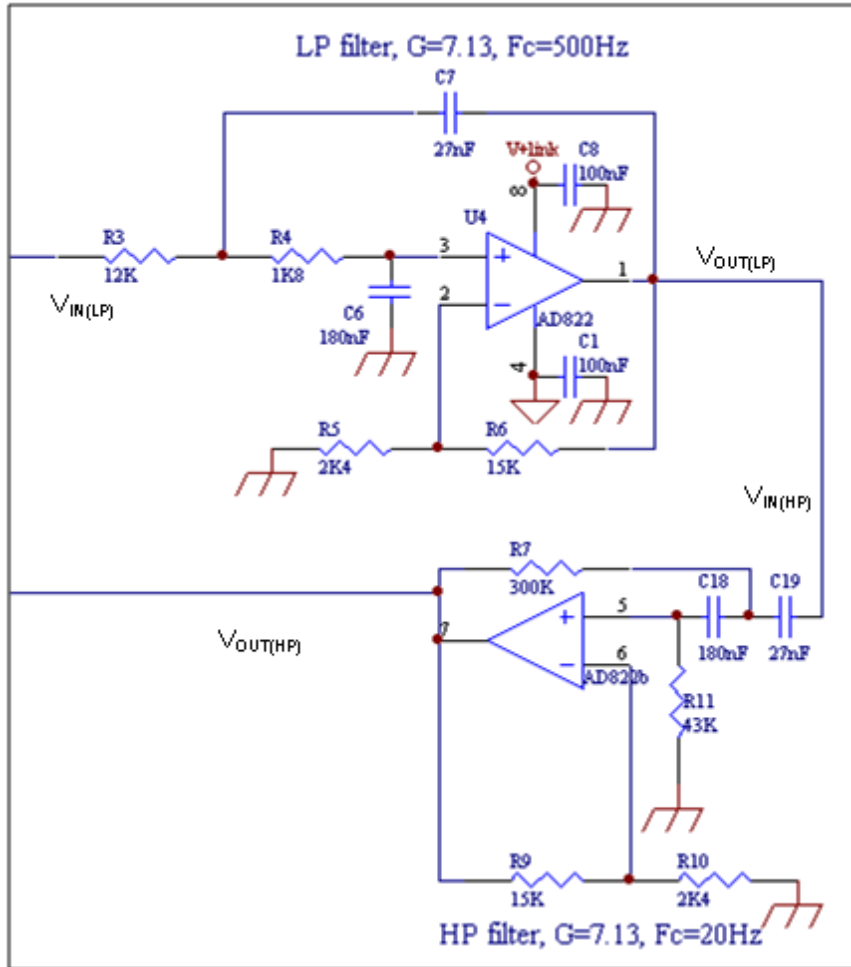 LP filter, G=7.13, Fc=500Hz
C7
27nF
V+link
C8
100nF
8
U4
R3
12K
R4
1K8
3
+
1
VOUT(LP)
VIN(LP)
C6
180nF
2
−
AD822
4
C1
100nF
R5
2K4
R6
15K
VIN(HP)
R7
300K
C18
180nF
C19
27nF
5
+
7
VOUT(HP)
6
−
AD822b
R11
43K
R9
15K
R10
2K4
HP filter, G=7.13, Fc=20Hz